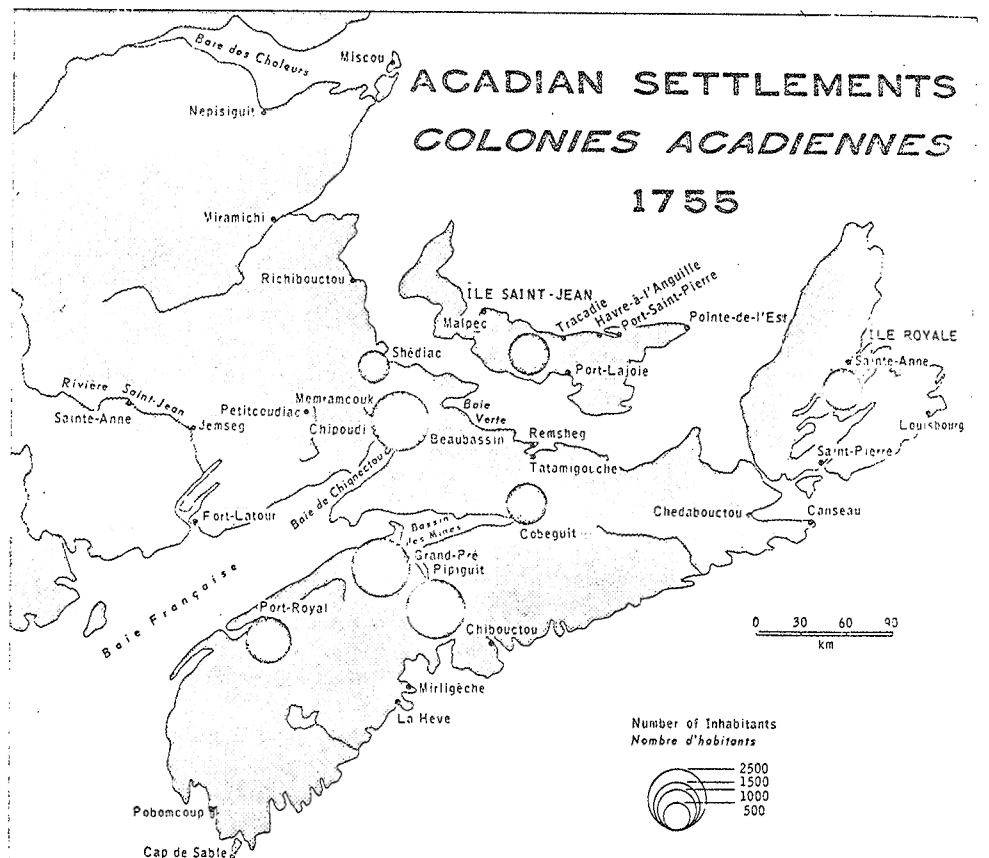 ACADIAN SETTLEMENTS
COLONIES ACADIENNES
1755
Baie des Chaleurs
Miscou
Nepisiguit
Miramichi
Richibouctou
ÎLE SAINT-JEAN
Malpec
Tracadie
Havre-à-l'Anguille
Port-Saint-Pierre
Pointe-de-l'Est
Port-Lajoie
ILE ROYALE
Sainte-Anne
Louisbourg
Saint-Pierre
Shédiac
Rivière Saint-Jean
Sainte-Anne
Jemseg
Memramcouk
Petitcoudiac
Chipoudi
Beaubassin
Baie
Verte
Remsheg
Tatamigouche
Baie de Chignectou
Fort-Latour
Bassin
des Mines
Cobeguit
Chedabouctou
Canseau
Grand-Pré
Pipiguit
Baie Française
Port-Royal
Chibouctou
Mirligèche
La Heve
Pobomcoup
Cap de Sable
0 30 60 90
km
Number of Inhabitants
Nombre d'habitants
2500
1500
1000
500